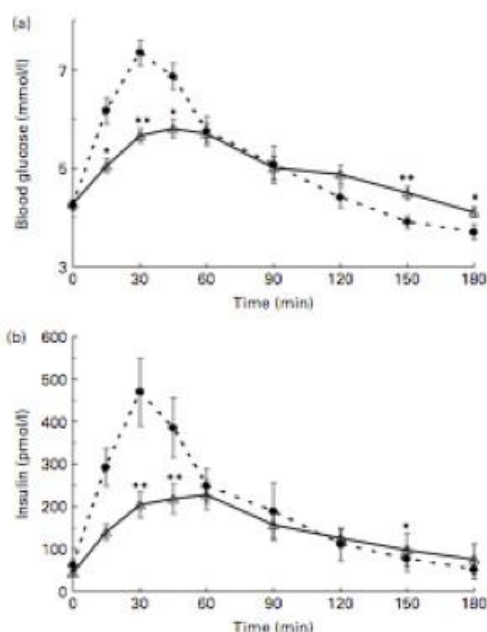 (a)
Blood glucose (mmol/l)
7
5
3
* ** * ** *
0 30 60 90 120 150 180
Time (min)
(b)
Insulin (pmol/l)
600
500
400
300
200
100
0
** ** *
0 30 60 90 120 150 180
Time (min)